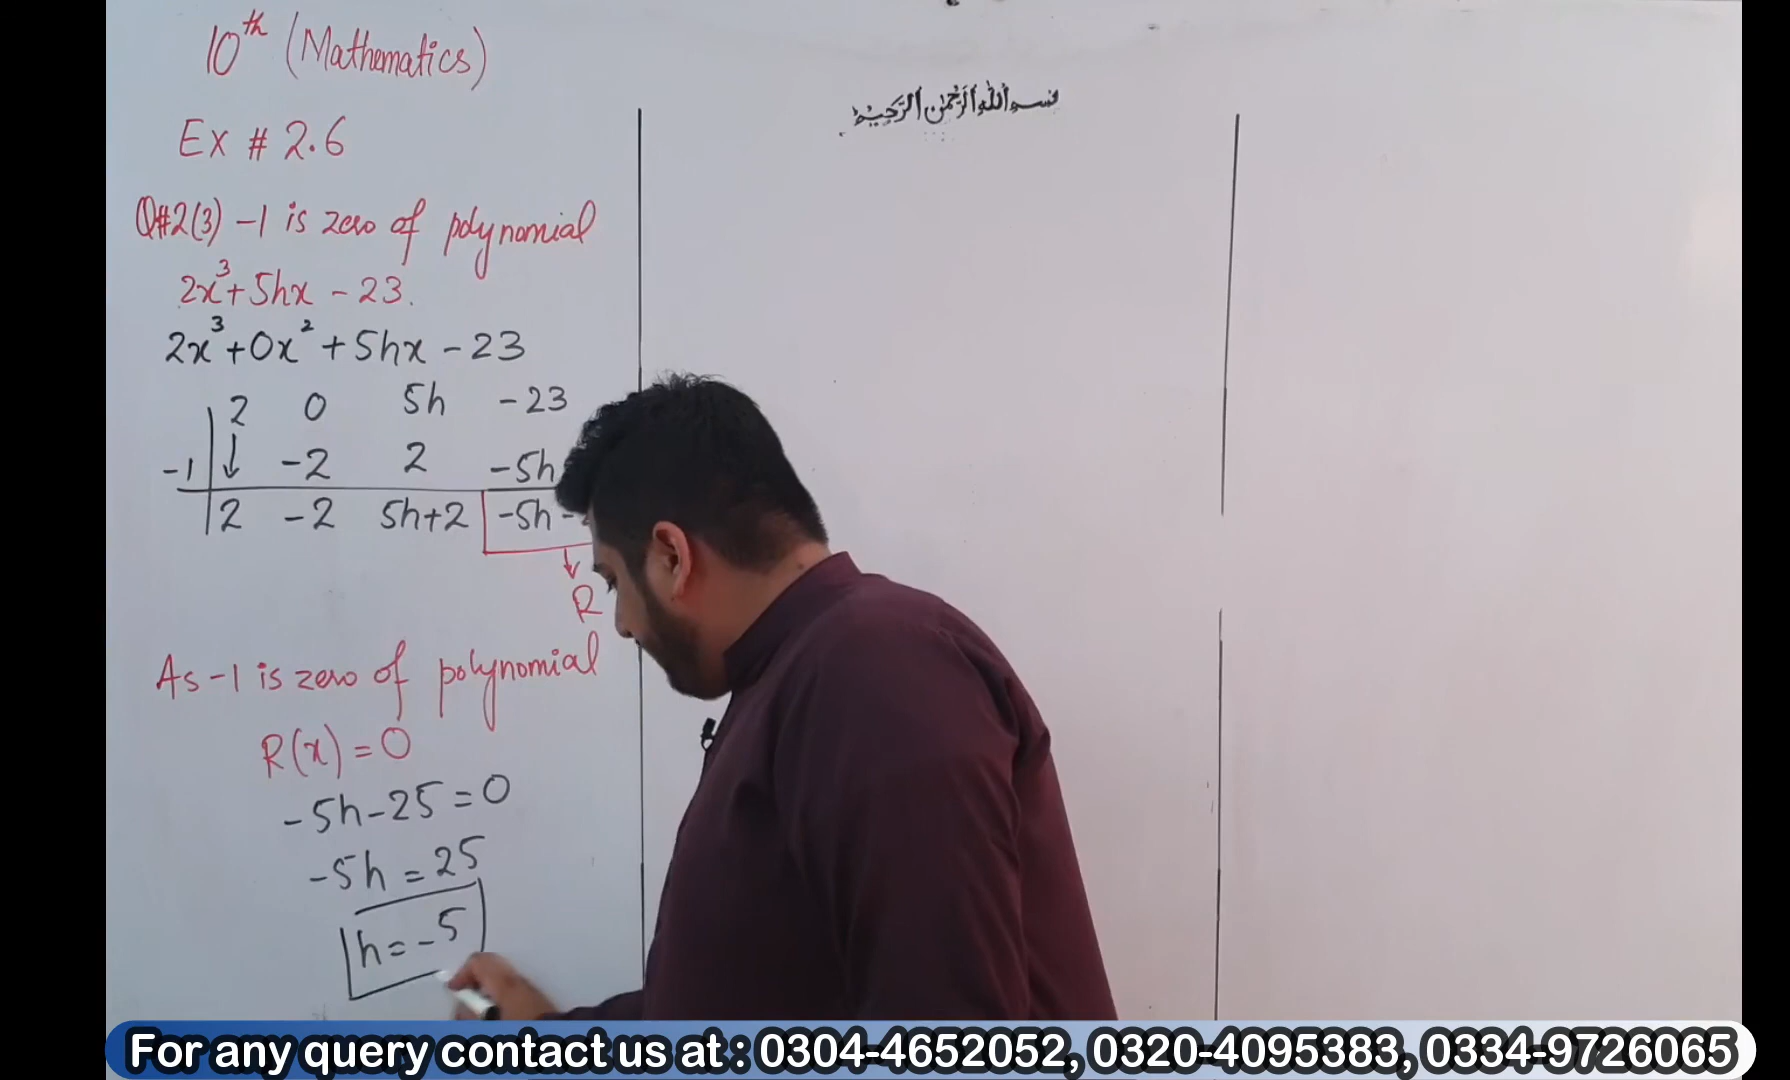 10th (Mathematics)
Ex # 2.6
Q#2(3) -1 is zero of polynomial
2x³+5hx - 23.
2x³+0x²+5hx-23
2 0 5h -23
-1 ↓ -2 2 -5h
2 -2 5h+2 -5h -
R
As -1 is zero of polynomial
R(x) = 0
-5h-25=0
-5h = 25
h = -5
بسم الله الرحمن الرحيم
For any query contact us at : 0304-4652052, 0320-4095383, 0334-9726065